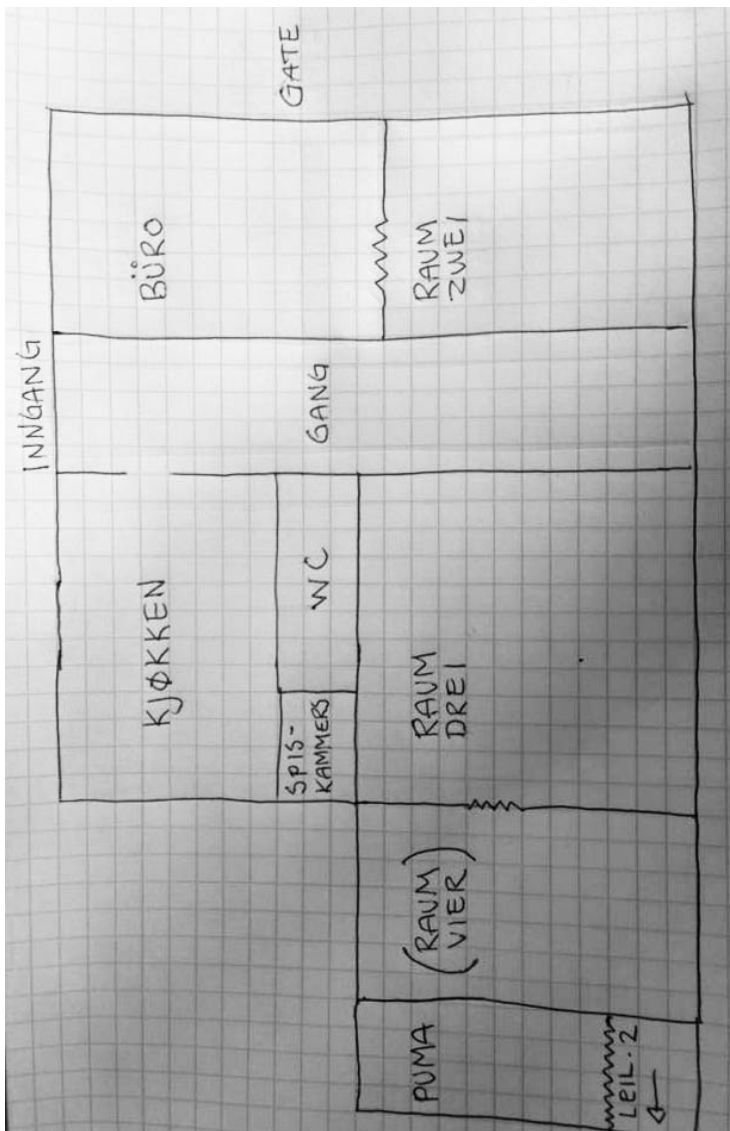 GATE
BÜRO
RAUM
ZWEI
INNGANG
GANG
KJØKKEN
WC
SPIS-
KAMMERS
RAUM
DREI
(RAUM
VIER)
PUMA
LEIL. 2